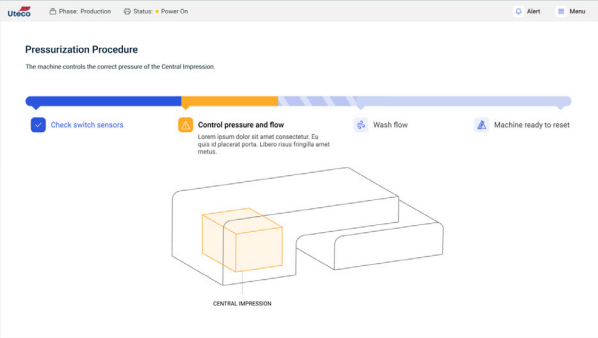 Uteco
Phase: Production
Status: Power On
Alert
Menu
Pressurization Procedure
The machine controls the correct pressure of the Central Impression.
Check switch sensors
Control pressure and flow
Lorem ipsum dolor sit amet consectetur. Eu
quis id placerat porta. Libero risus fringilla amet
metus.
Wash flow
Machine ready to reset
CENTRAL IMPRESSION